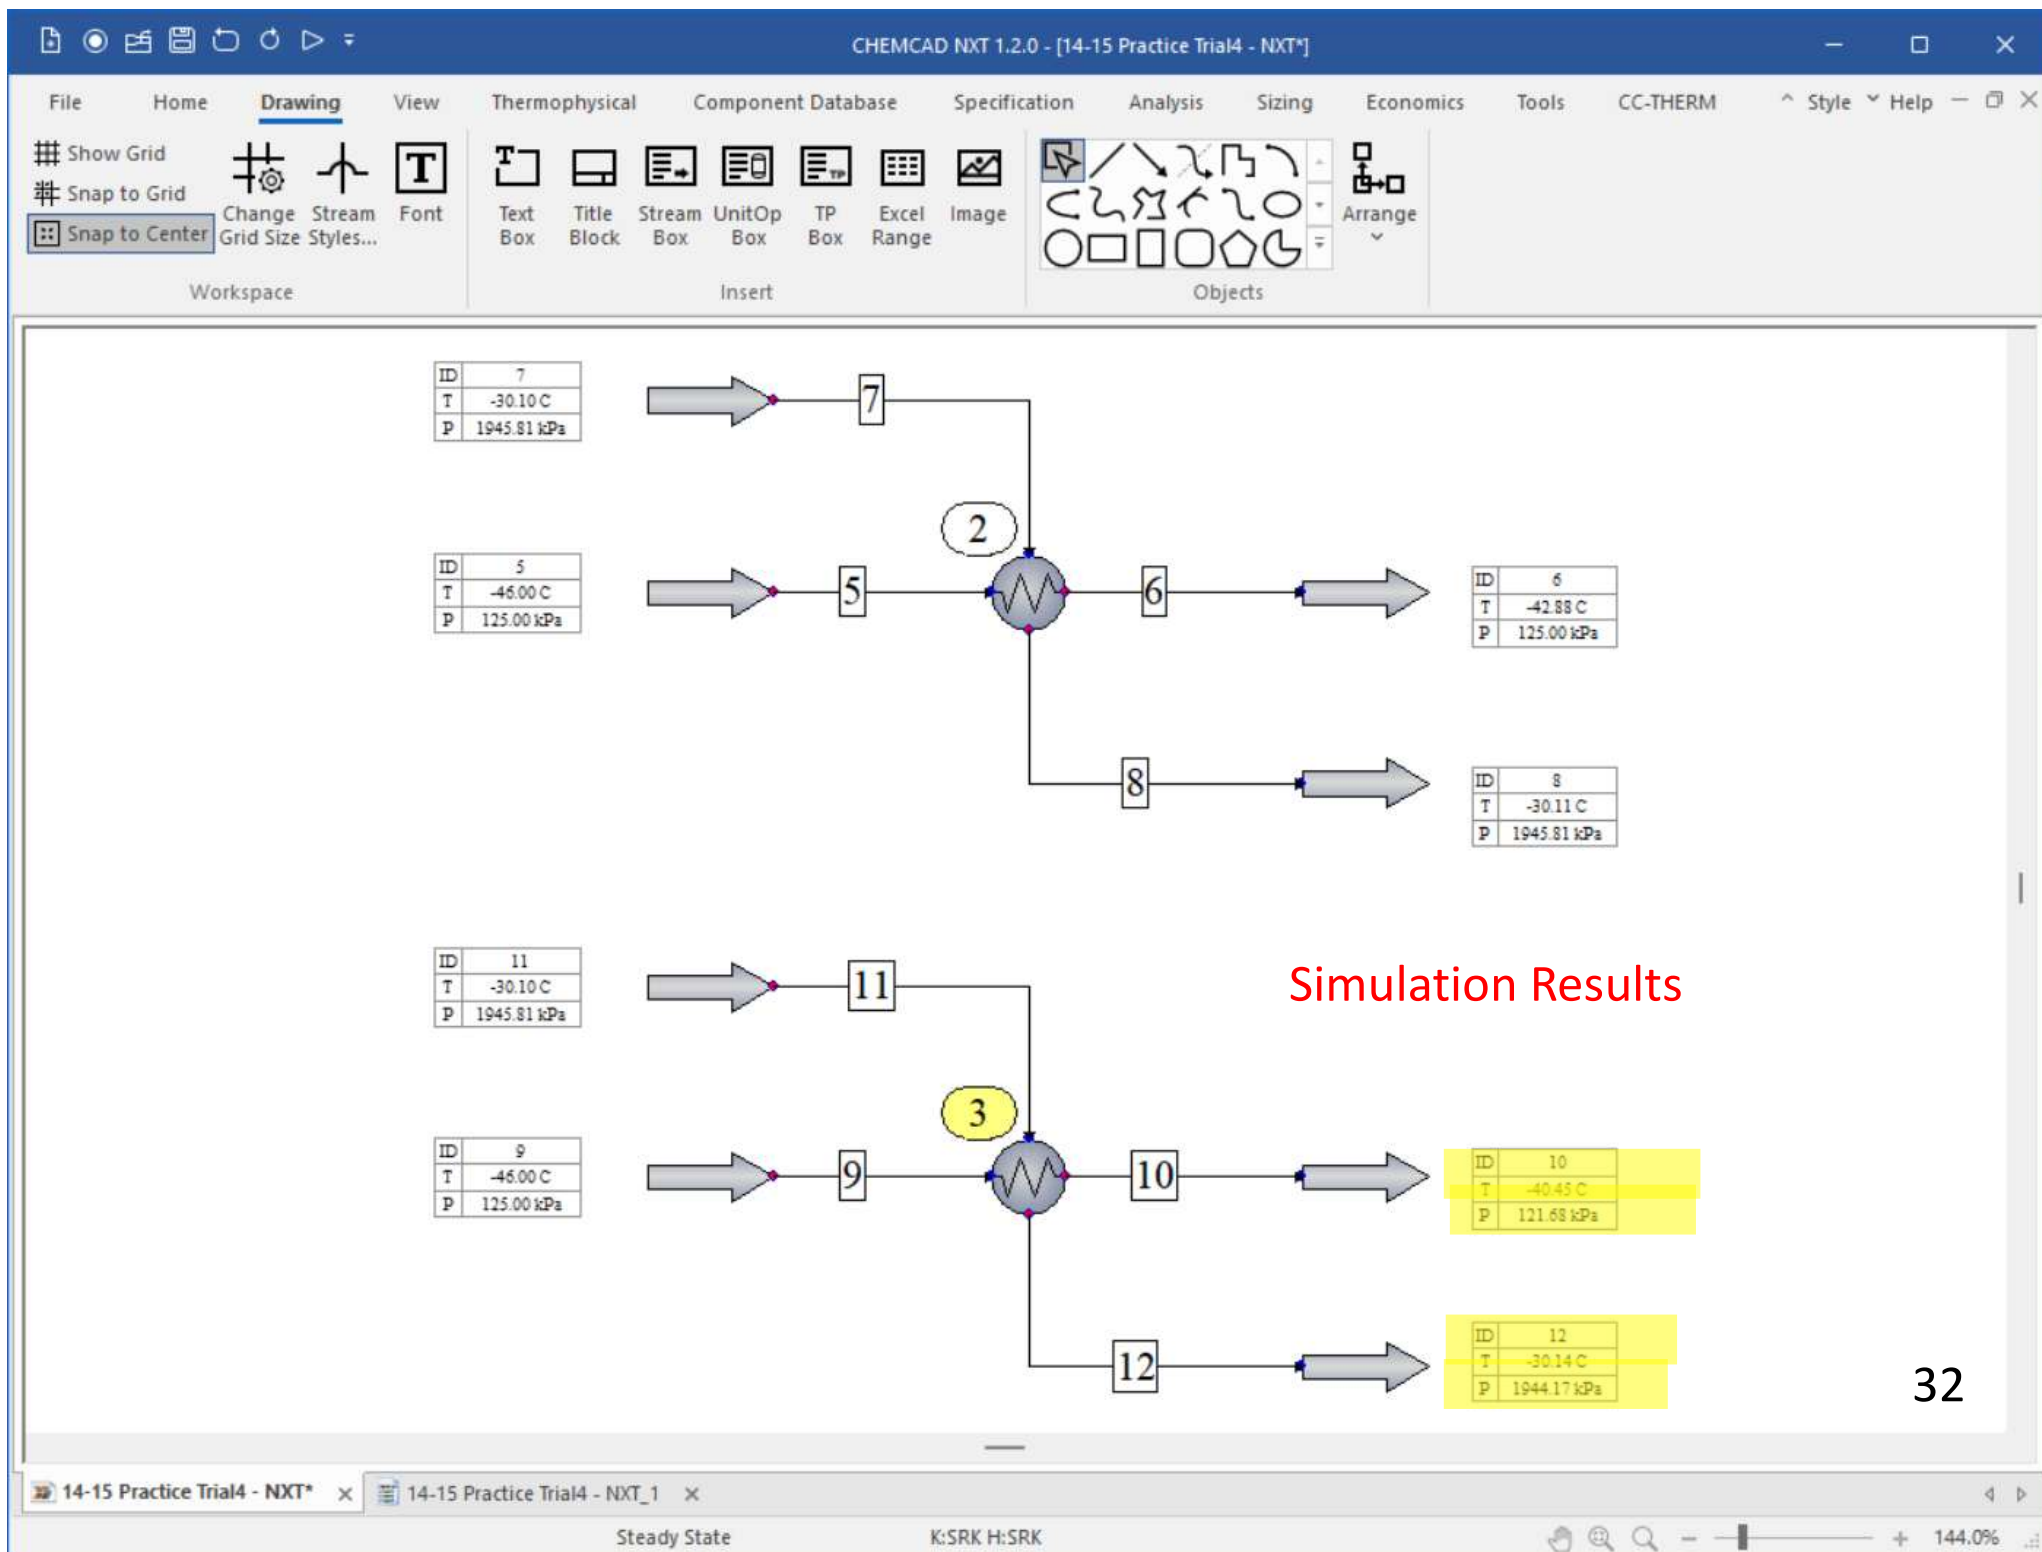 CHEMCAD NXT 1.2.0 - [14-15 Practice Trial4 - NXT*]
File Home Drawing View Thermophysical Component Database Specification Analysis Sizing Economics Tools CC-THERM Style Help
Show Grid
Snap to Grid
Snap to Center
Change Grid Size
Stream Styles...
Font
Text Box
Title Block
Stream Box
UnitOp Box
TP Box
Excel Range
Image
Arrange
Workspace Insert Objects
ID 7
T -30.10 C
P 1945.81 kPa
7
2
ID 5
T -46.00 C
P 125.00 kPa
5
6
ID 6
T -42.88 C
P 125.00 kPa
8
ID 8
T -30.11 C
P 1945.81 kPa
ID 11
T -30.10 C
P 1945.81 kPa
11
Simulation Results
3
ID 9
T -46.00 C
P 125.00 kPa
9
10
ID 10
T -40.45 C
P 121.68 kPa
12
ID 12
T -30.14 C
P 1944.17 kPa
32
14-15 Practice Trial4 - NXT* 14-15 Practice Trial4 - NXT_1
Steady State K:SRK H:SRK 144.0%